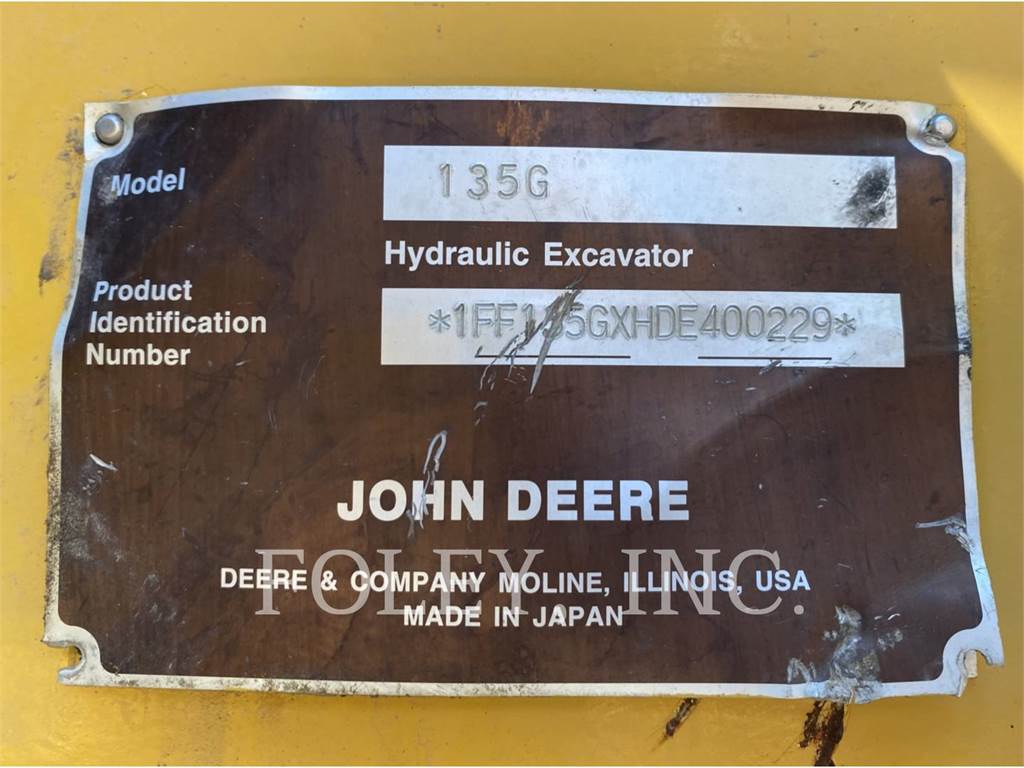 Model
135G
Hydraulic Excavator
Product
Identification
Number
*1FF135GXHDE400229*
JOHN DEERE
FOLEY, INC.
DEERE & COMPANY MOLINE, ILLINOIS, USA
MADE IN JAPAN